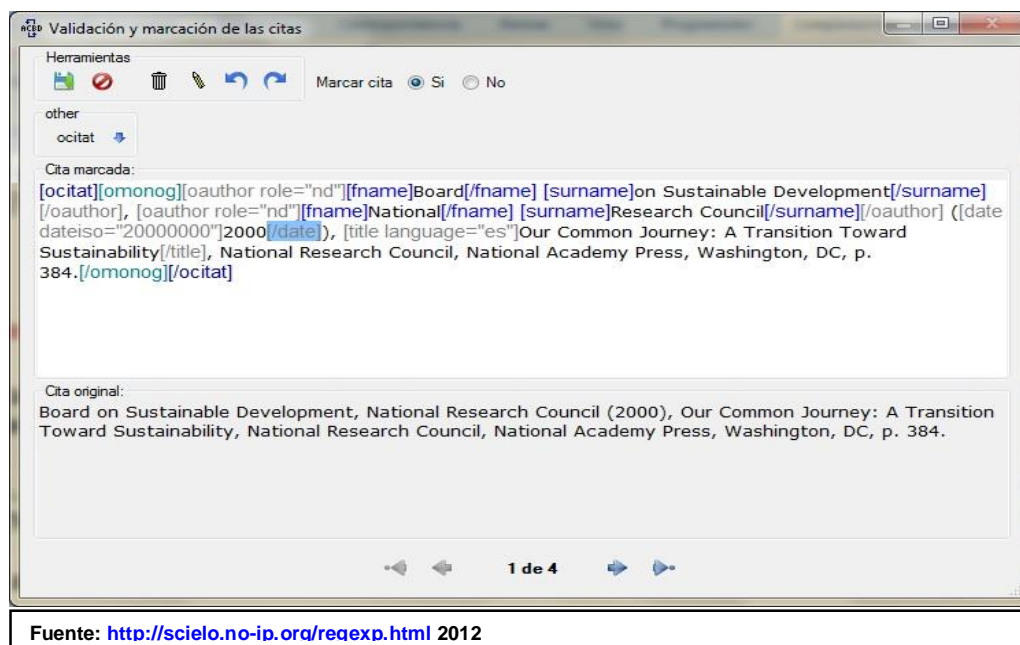 Validación y marcación de las citas
Herramientas
Marcar cita Si No
other
ocitat
Cita marcada:
[ocitat][omonog][oauthor role="nd"][fname]Board[/fname] [surname]on Sustainable Development[/surname]
[/oauthor], [oauthor role="nd"][fname]National[/fname] [surname]Research Council[/surname][/oauthor] ([date
dateiso="20000000"]2000[/date]), [title language="es"]Our Common Journey: A Transition Toward
Sustainability[/title], National Research Council, National Academy Press, Washington, DC, p.
384.[/omonog][/ocitat]
Cita original:
Board on Sustainable Development, National Research Council (2000), Our Common Journey: A Transition
Toward Sustainability, National Research Council, National Academy Press, Washington, DC, p. 384.
1 de 4
Fuente: http://scielo.no-ip.org/regexp.html 2012